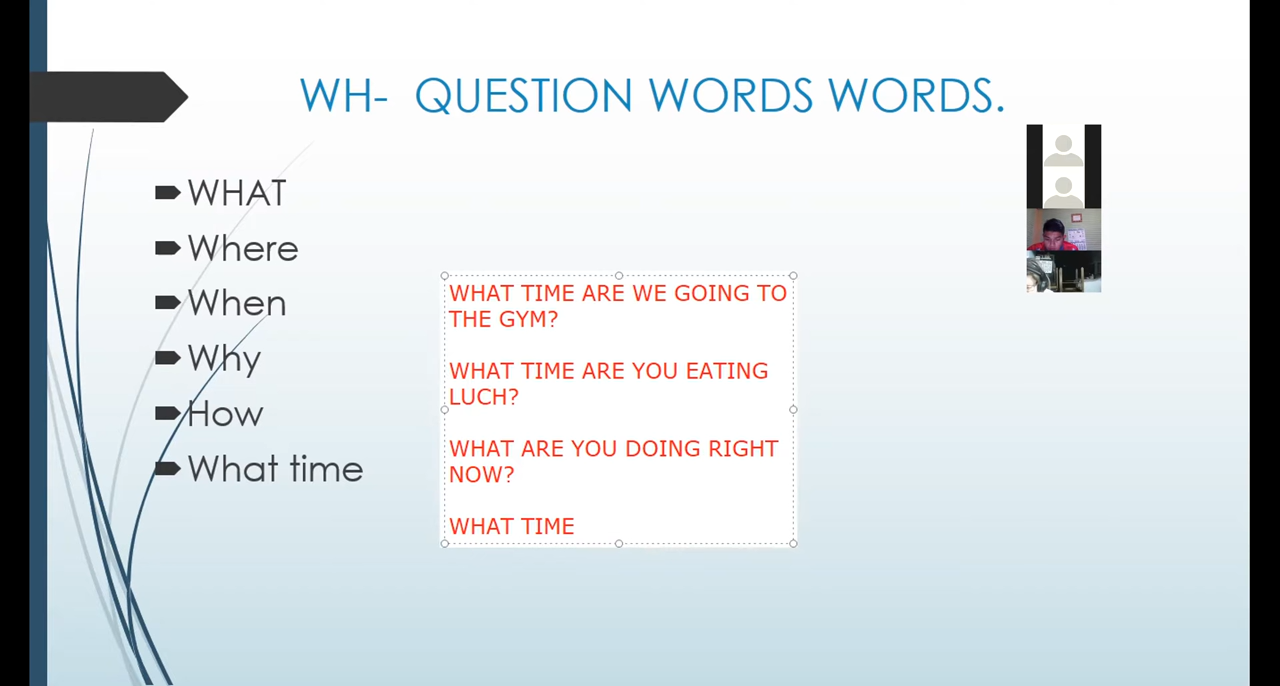 WH- QUESTION WORDS WORDS.
WHAT
Where
When
Why
How
What time
WHAT TIME ARE WE GOING TO
THE GYM?
WHAT TIME ARE YOU EATING
LUCH?
WHAT ARE YOU DOING RIGHT
NOW?
WHAT TIME